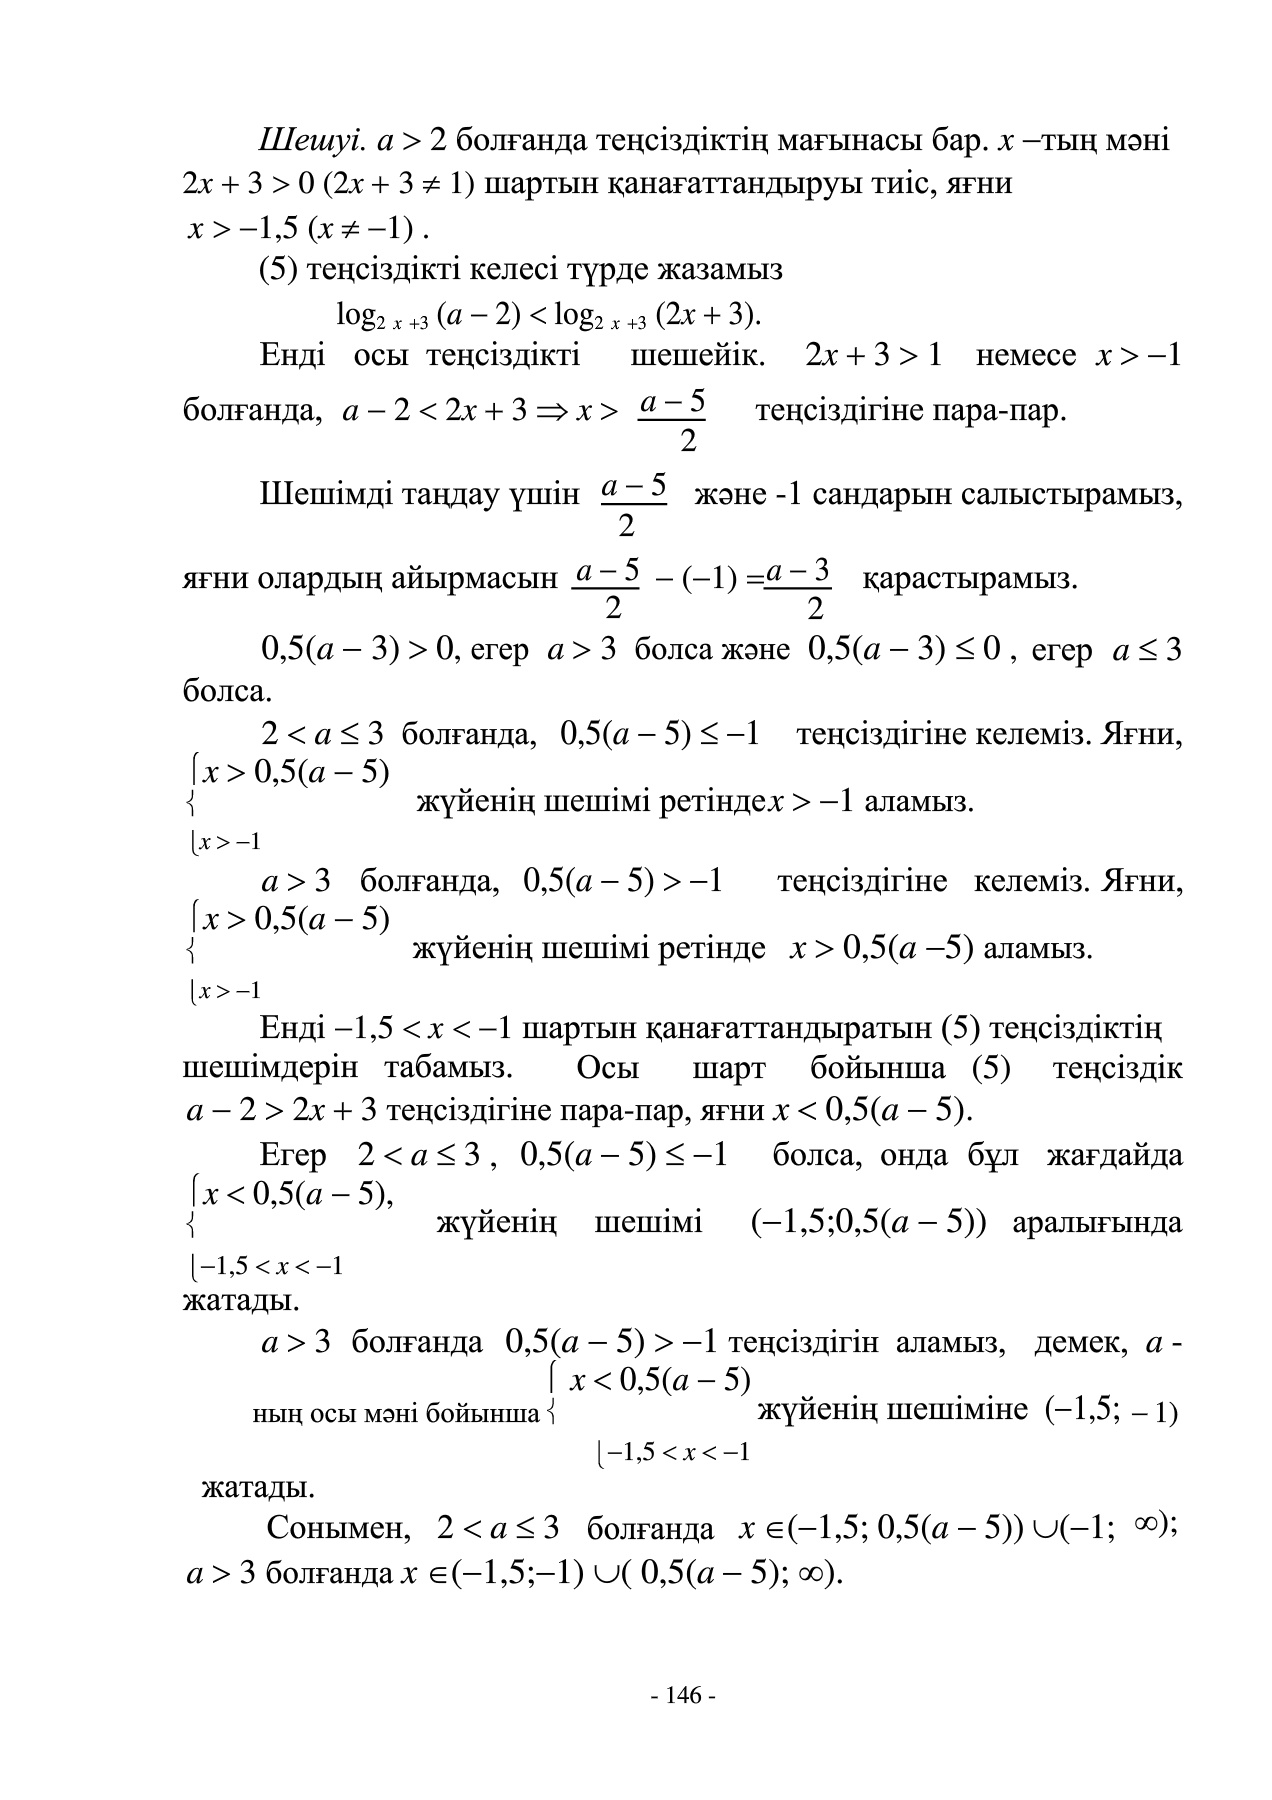 Шешуі. a > 2 болғанда теңсіздіктің мағынасы бар. x –тың мәні
2x + 3 > 0 (2x + 3 ≠ 1) шартын қанағаттандыруы тиіс, яғни
x > −1,5 (x ≠ −1) .
(5) теңсіздікті келесі түрде жазамыз
log2 x +3 (a − 2) < log2 x +3 (2x + 3).
Енді осы теңсіздікті шешейік. 2x + 3 > 1 немесе x > −1
болғанда, a − 2 < 2x + 3 ⇒ x > a − 5 теңсіздігіне пара-пар.
2
Шешімді таңдау үшін a − 5 және -1 сандарын салыстырамыз,
2
яғни олардың айырмасын a − 5 − (−1) = a − 3 қарастырамыз.
2 2
0,5(a − 3) > 0, егер a > 3 болса және 0,5(a − 3) ≤ 0 , егер a ≤ 3
болса.
2 < a ≤ 3 болғанда, 0,5(a − 5) ≤ −1 теңсіздігіне келеміз. Яғни,
⎧x > 0,5(a − 5)
⎨ жүйенің шешімі ретінде x > −1 аламыз.
⎩x > −1
a > 3 болғанда, 0,5(a − 5) > −1 теңсіздігіне келеміз. Яғни,
⎧x > 0,5(a − 5)
⎨ жүйенің шешімі ретінде x > 0,5(a −5) аламыз.
⎩x > −1
Енді −1,5 < x < −1 шартын қанағаттандыратын (5) теңсіздіктің
шешімдерін табамыз. Осы шарт бойынша (5) теңсіздік
a − 2 > 2x + 3 теңсіздігіне пара-пар, яғни x < 0,5(a − 5).
Егер 2 < a ≤ 3 , 0,5(a − 5) ≤ −1 болса, онда бұл жағдайда
⎧x < 0,5(a − 5),
⎨ жүйенің шешімі (−1,5;0,5(a − 5)) аралығында
⎩−1,5 < x < −1
жатады.
a > 3 болғанда 0,5(a − 5) > −1 теңсіздігін аламыз, демек, a -
⎧ x < 0,5(a − 5)
ның осы мәні бойынша ⎨ жүйенің шешіміне (−1,5; − 1)
⎩−1,5 < x < −1
жатады.
Сонымен, 2 < a ≤ 3 болғанда x ∈(−1,5; 0,5(a − 5)) ∪(−1; ∞);
a > 3 болғанда x ∈(−1,5;−1) ∪( 0,5(a − 5); ∞).
- 146 -